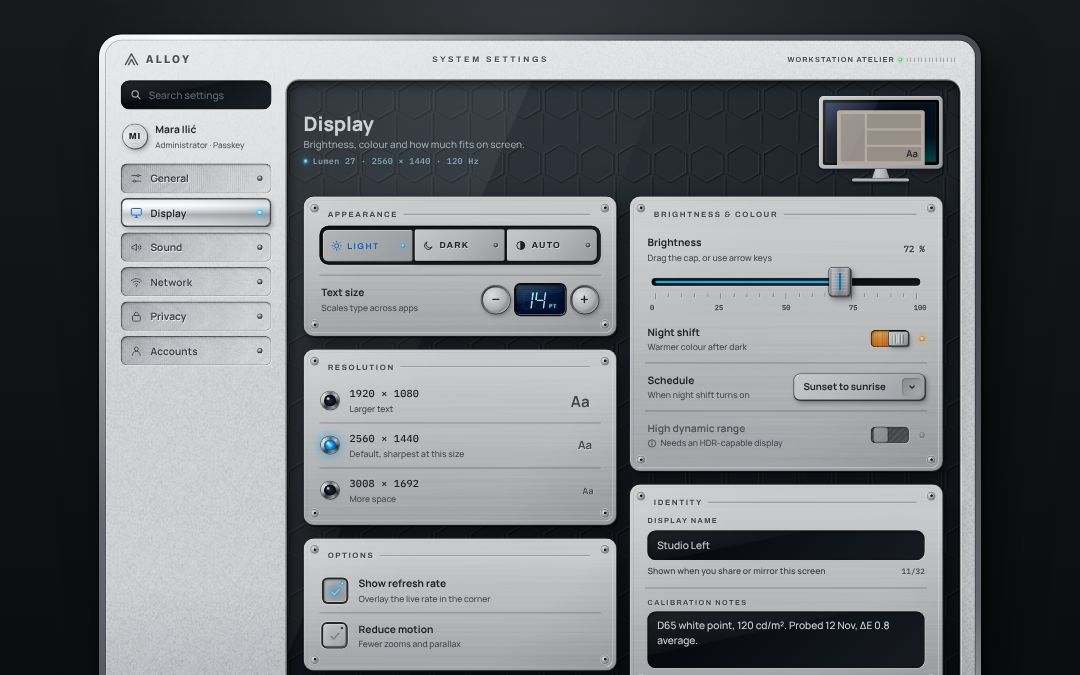 ALLOY
SYSTEM SETTINGS
WORKSTATION ATELIER
Search settings
MI
Mara Ilić
Administrator · Passkey
General
Display
Sound
Network
Privacy
Accounts
Display
Brightness, colour and how much fits on screen.
Lumen 27 · 2560 × 1440 · 120 Hz
Aa
APPEARANCE
LIGHT
DARK
AUTO
Text size
Scales type across apps
−
14 PT
+
RESOLUTION
1920 × 1080
Larger text
Aa
2560 × 1440
Default, sharpest at this size
Aa
3008 × 1692
More space
Aa
OPTIONS
Show refresh rate
Overlay the live rate in the corner
Reduce motion
Fewer zooms and parallax
BRIGHTNESS & COLOUR
Brightness
72 %
Drag the cap, or use arrow keys
0 25 50 75 100
Night shift
Warmer colour after dark
Schedule
When night shift turns on
Sunset to sunrise
High dynamic range
Needs an HDR-capable display
IDENTITY
DISPLAY NAME
Studio Left
Shown when you share or mirror this screen
11/32
CALIBRATION NOTES
D65 white point, 120 cd/m². Probed 12 Nov, ΔE 0.8
average.